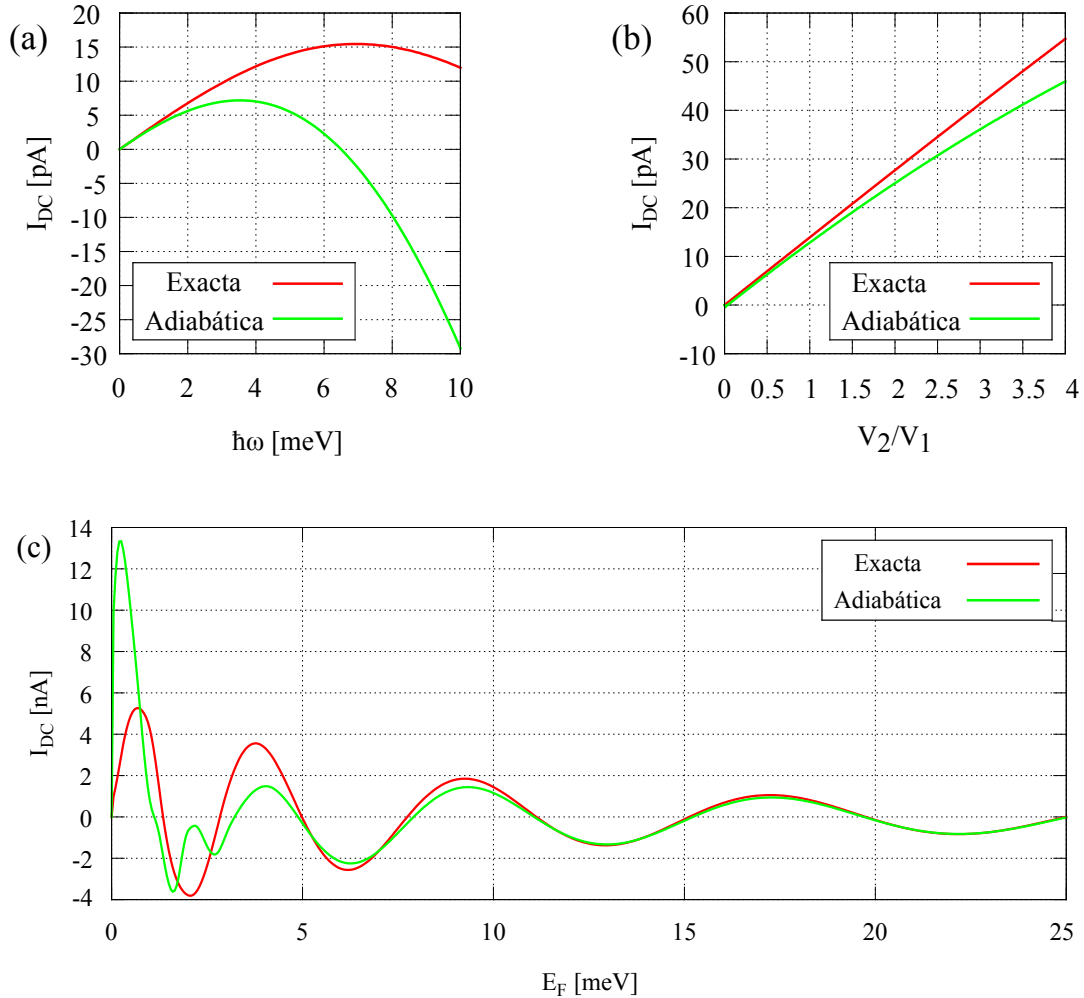 (a)
I_DC [pA]
20
15
10
5
0
-5
-10
-15
-20
-25
-30
Exacta
Adiabática
0 2 4 6 8 10
ħω [meV]
(b)
I_DC [pA]
60
50
40
30
20
10
0
-10
Exacta
Adiabática
0 0.5 1 1.5 2 2.5 3 3.5 4
V_2/V_1
(c)
I_DC [nA]
14
12
10
8
6
4
2
0
-2
-4
Exacta
Adiabática
0 5 10 15 20 25
E_F [meV]